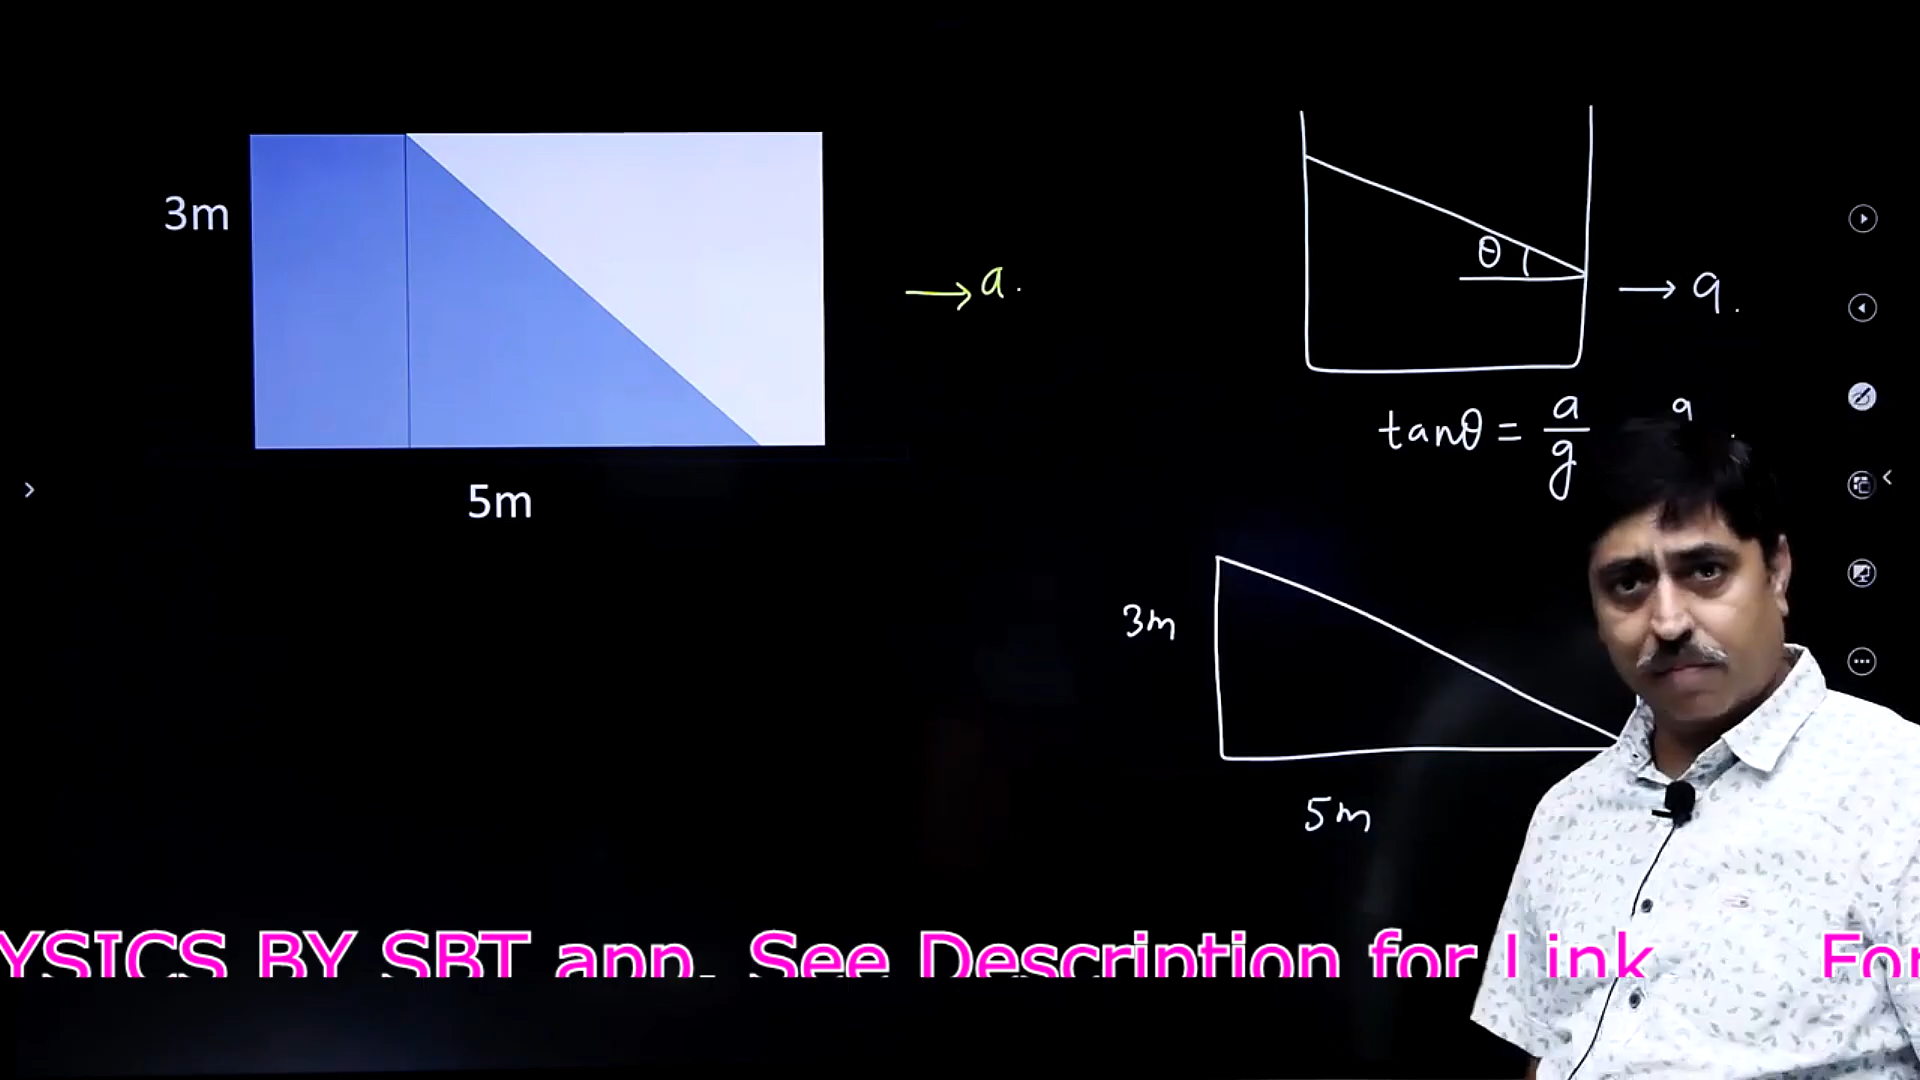 3m
5m
→ a.
θ
→ a.
tanθ = a/g
a
3m
5m
YSICS BY SBT app. See Description for Link For